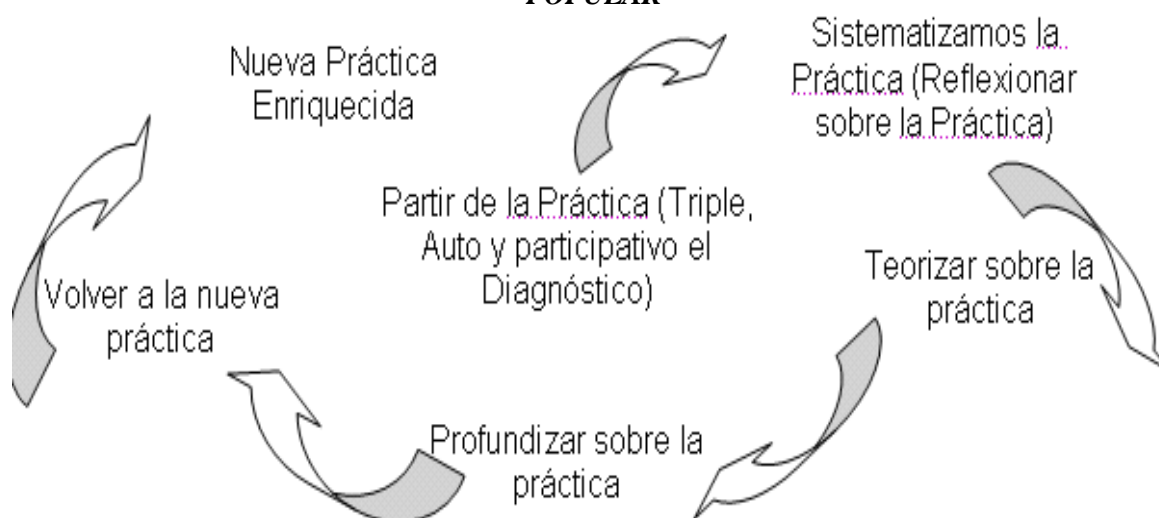 POPULAR
Nueva Práctica
Enriquecida
Sistematizamos la
Práctica (Reflexionar
sobre la Práctica)
Partir de la Práctica (Triple,
Auto y participativo el
Diagnóstico)
Teorizar sobre la
práctica
Volver a la nueva
práctica
Profundizar sobre la
práctica